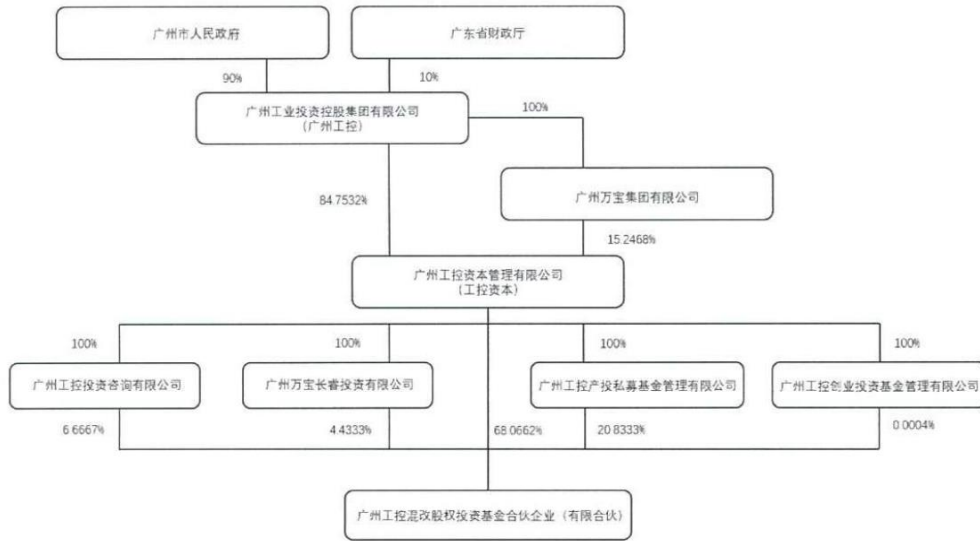 广州市人民政府
广东省财政厅
90%
10%
广州工业投资控股集团有限公司
（广州工控）
100%
84.7532%
广州万宝集团有限公司
15.2468%
广州工控资本管理有限公司
（工控资本）
100%
100%
100%
100%
广州工控投资咨询有限公司
广州万宝长睿投资有限公司
广州工控产投私募基金管理有限公司
广州工控创业投资基金管理有限公司
6.6667%
4.4333%
68.0662%
20.8333%
0.0004%
广州工控混改股权投资基金合伙企业（有限合伙）